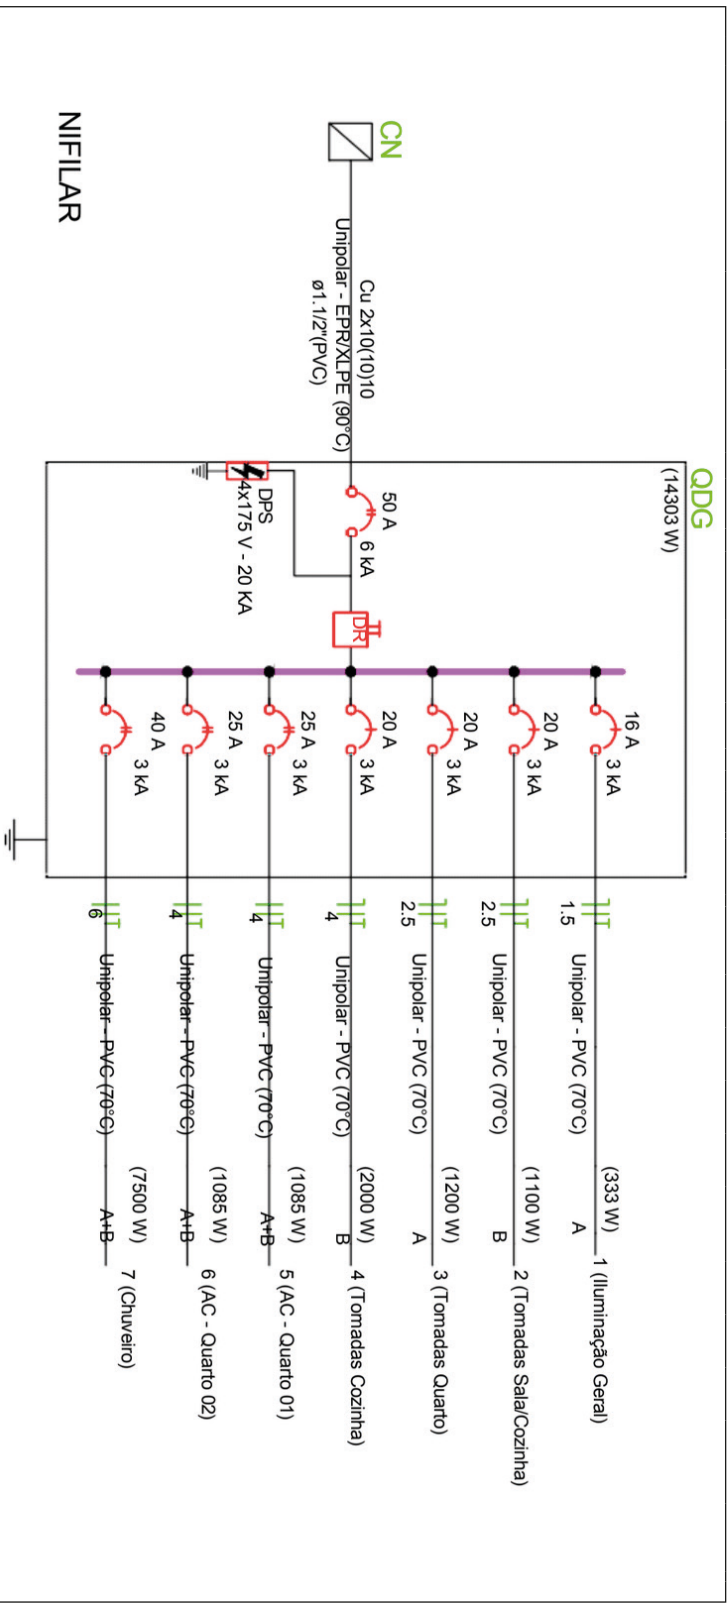 NIFILAR
CN
Cu 2x10(10)10
Unipolar - EPR/XLPE (90°C)
ø1.1/2"(PVC)
QDG
(14303 W)
50 A
6 kA
DPS
4x175 V - 20 KA
DR
16 A
3 kA
1.5
Unipolar - PVC (70°C)
(333 W)
A
1 (Iluminação Geral)
20 A
3 kA
2.5
Unipolar - PVC (70°C)
(1100 W)
B
2 (Tomadas Sala/Cozinha)
20 A
3 kA
2.5
Unipolar - PVC (70°C)
(1200 W)
A
3 (Tomadas Quarto)
20 A
3 kA
4
Unipolar - PVC (70°C)
(2000 W)
B
4 (Tomadas Cozinha)
25 A
3 kA
4
Unipolar - PVC (70°C)
(1085 W)
A+B
5 (AC - Quarto 01)
25 A
3 kA
4
Unipolar - PVC (70°C)
(1085 W)
A+B
6 (AC - Quarto 02)
40 A
3 kA
6
Unipolar - PVC (70°C)
(7500 W)
A+B
7 (Chuveiro)